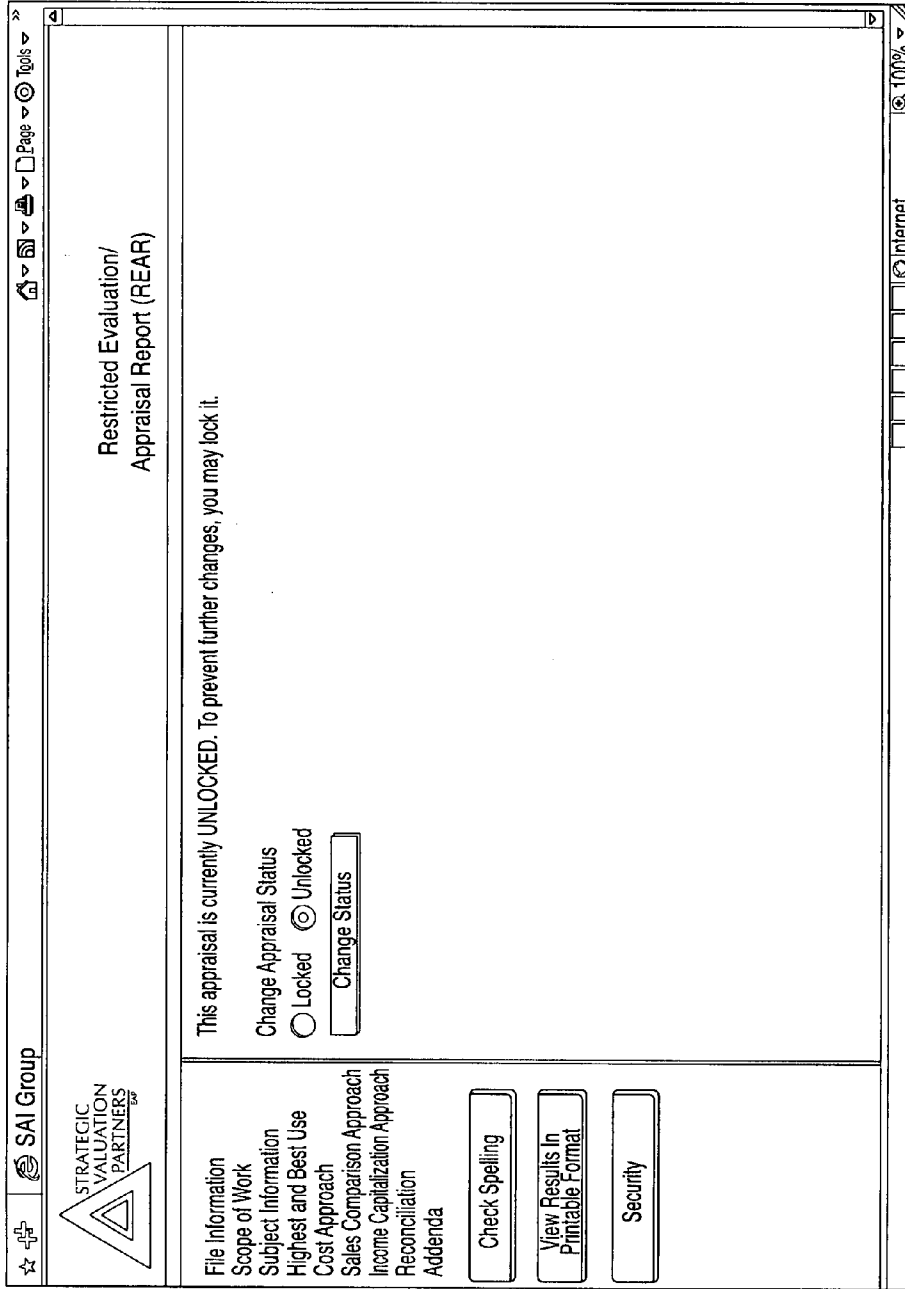 SAI Group
Page
Tools
»
STRATEGIC
VALUATION
PARTNERS
EAP
Restricted Evaluation/
Appraisal Report (REAR)
File Information
Scope of Work
Subject Information
Highest and Best Use
Cost Approach
Sales Comparison Approach
Income Capitalization Approach
Reconciliation
Addenda
Check Spelling
View Results In
Printable Format
Security
This appraisal is currently UNLOCKED. To prevent further changes, you may lock it.
Change Appraisal Status
Locked
Unlocked
Change Status
Internet
100%